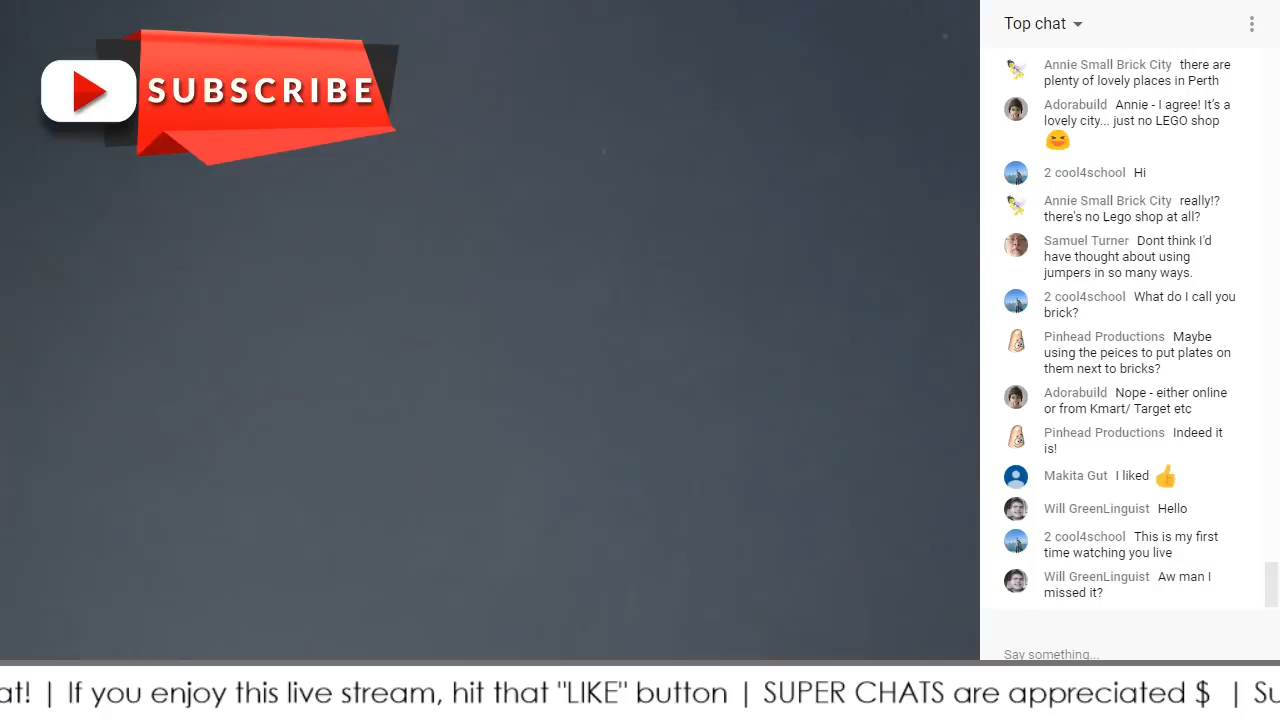 SUBSCRIBE
Top chat
Annie Small Brick City there are
plenty of lovely places in Perth
Adorabuild Annie - I agree! It's a
lovely city... just no LEGO shop
2 cool4school Hi
Annie Small Brick City really!?
there's no Lego shop at all?
Samuel Turner Dont think I'd
have thought about using
jumpers in so many ways.
2 cool4school What do I call you
brick?
Pinhead Productions Maybe
using the peices to put plates on
them next to bricks?
Adorabuild Nope - either online
or from Kmart/ Target etc
Pinhead Productions Indeed it
is!
Makita Gut I liked
Will GreenLinguist Hello
2 cool4school This is my first
time watching you live
Will GreenLinguist Aw man I
missed it?
Say something...
at! | If you enjoy this live stream, hit that "LIKE" button | SUPER CHATS are appreciated $ | Su